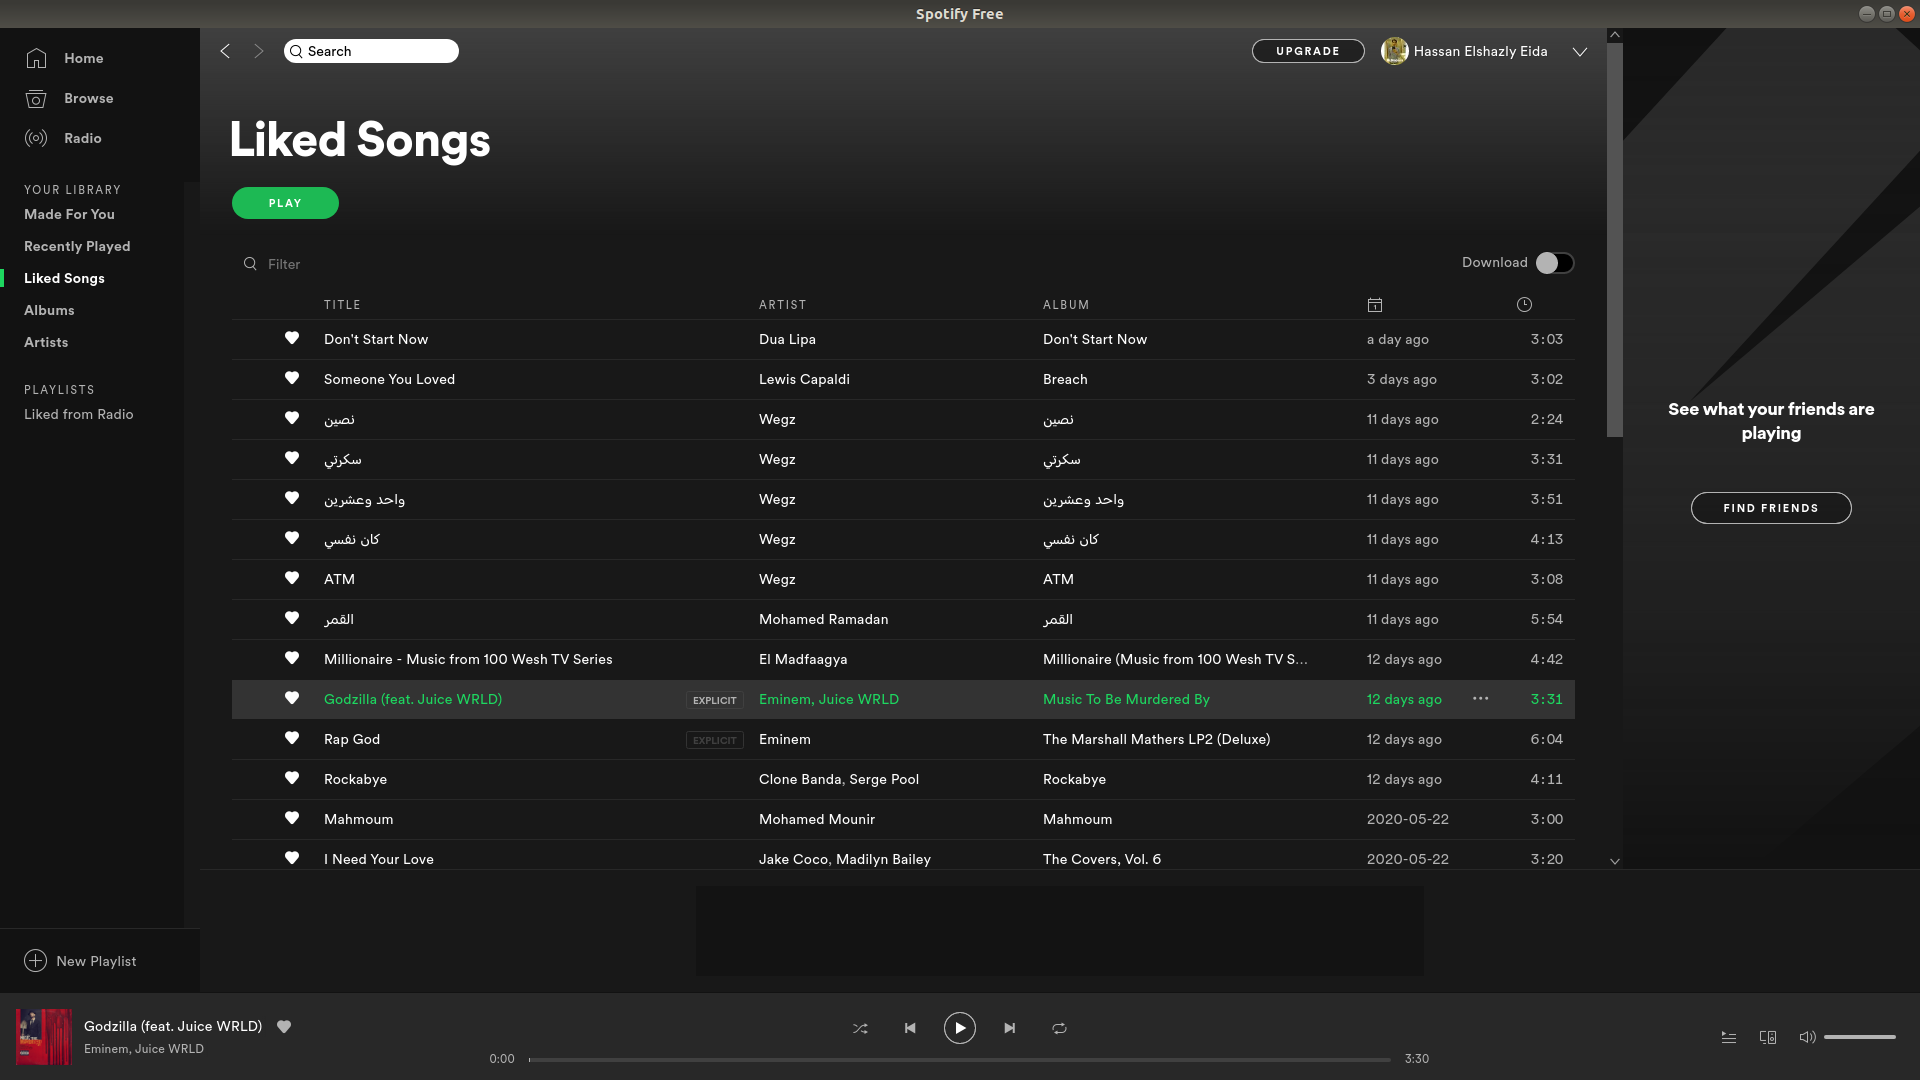 Spotify Free
Home
Browse
Radio
YOUR LIBRARY
Made For You
Recently Played
Liked Songs
Albums
Artists
PLAYLISTS
Liked from Radio
New Playlist
Search
UPGRADE
Hassan Elshazly Eida
Liked Songs
PLAY
Filter
Download
TITLE ARTIST ALBUM
Don't Start Now Dua Lipa Don't Start Now a day ago 3:03
Someone You Loved Lewis Capaldi Breach 3 days ago 3:02
نصين Wegz نصين 11 days ago 2:24
سكرتي Wegz سكرتي 11 days ago 3:31
واحد وعشرين Wegz واحد وعشرين 11 days ago 3:51
كان نفسي Wegz كان نفسي 11 days ago 4:13
ATM Wegz ATM 11 days ago 3:08
القمر Mohamed Ramadan القمر 11 days ago 5:54
Millionaire - Music from 100 Wesh TV Series El Madfaagya Millionaire (Music from 100 Wesh TV S... 12 days ago 4:42
Godzilla (feat. Juice WRLD) EXPLICIT Eminem, Juice WRLD Music To Be Murdered By 12 days ago 3:31
Rap God EXPLICIT Eminem The Marshall Mathers LP2 (Deluxe) 12 days ago 6:04
Rockabye Clone Banda, Serge Pool Rockabye 12 days ago 4:11
Mahmoum Mohamed Mounir Mahmoum 2020-05-22 3:00
I Need Your Love Jake Coco, Madilyn Bailey The Covers, Vol. 6 2020-05-22 3:20
See what your friends are
playing
FIND FRIENDS
Godzilla (feat. Juice WRLD)
Eminem, Juice WRLD
0:00
3:30